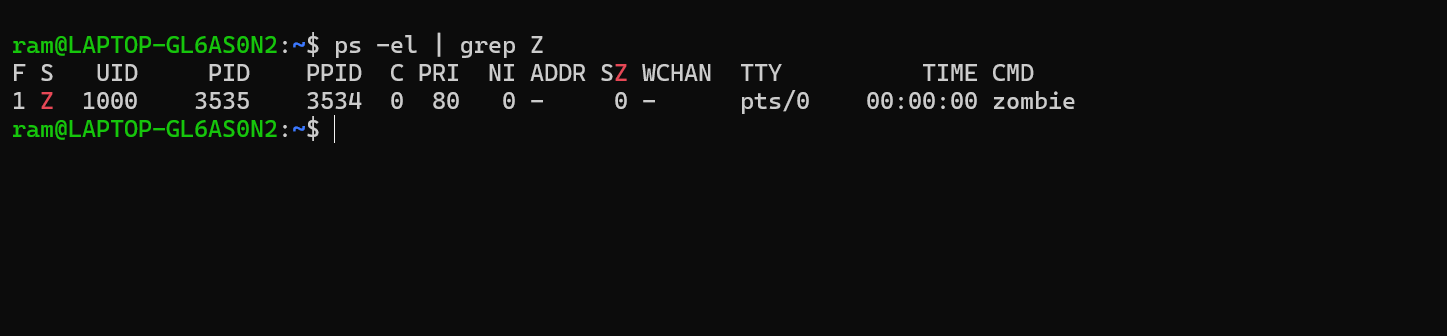 ram@LAPTOP-GL6AS0N2:~$ ps -el | grep Z
F S   UID     PID    PPID  C PRI  NI ADDR SZ WCHAN  TTY          TIME CMD
1 Z  1000    3535    3534  0  80   0 -     0 -      pts/0    00:00:00 zombie
ram@LAPTOP-GL6AS0N2:~$